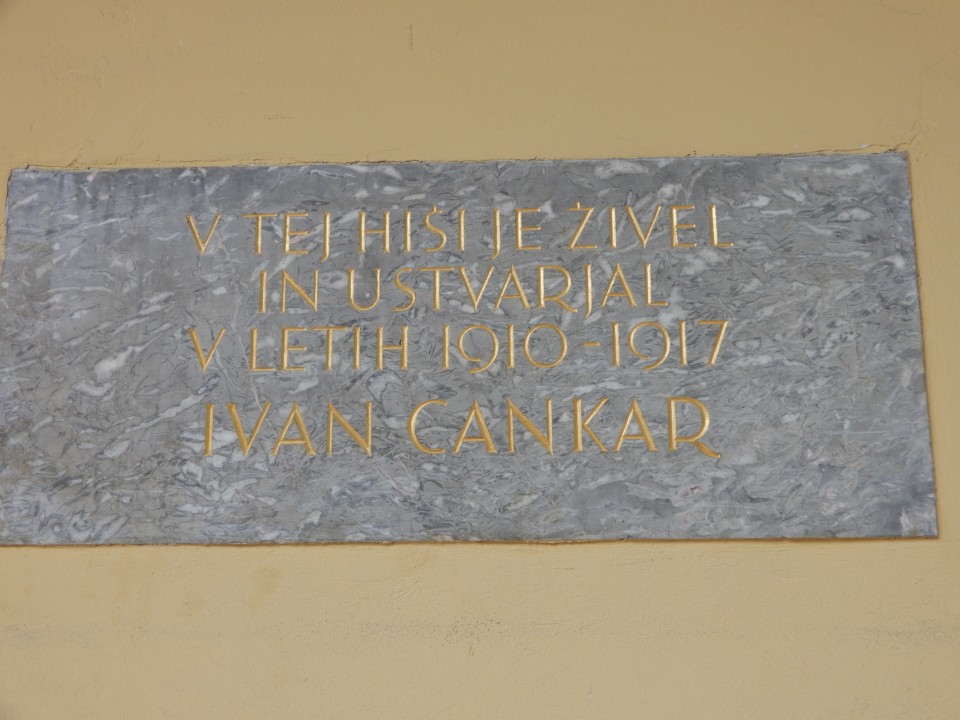 V TEJ HIŠI JE ŽIVEL
IN USTVARJAL
V LETIH 1910-1917
IVAN CANKAR